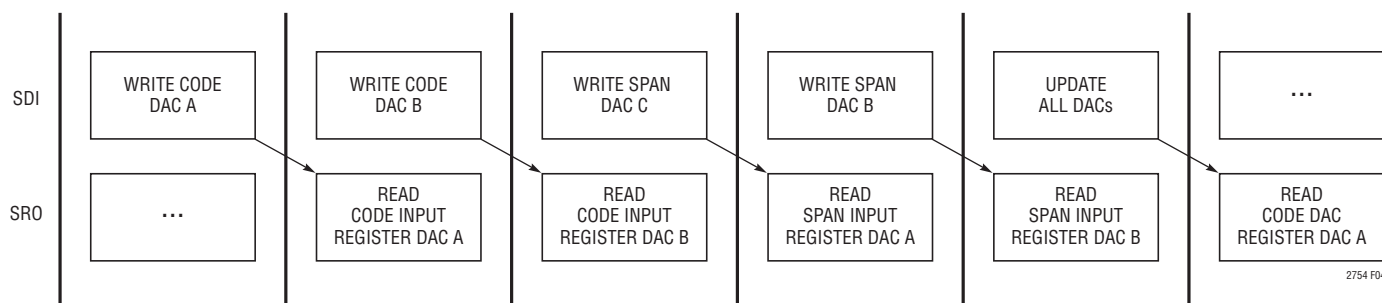 SDI
WRITE CODE
DAC A
WRITE CODE
DAC B
WRITE SPAN
DAC C
WRITE SPAN
DAC B
UPDATE
ALL DACs
...
SRO
...
READ
CODE INPUT
REGISTER DAC A
READ
CODE INPUT
REGISTER DAC B
READ
SPAN INPUT
REGISTER DAC A
READ
SPAN INPUT
REGISTER DAC B
READ
CODE DAC
REGISTER DAC A
2754 F04